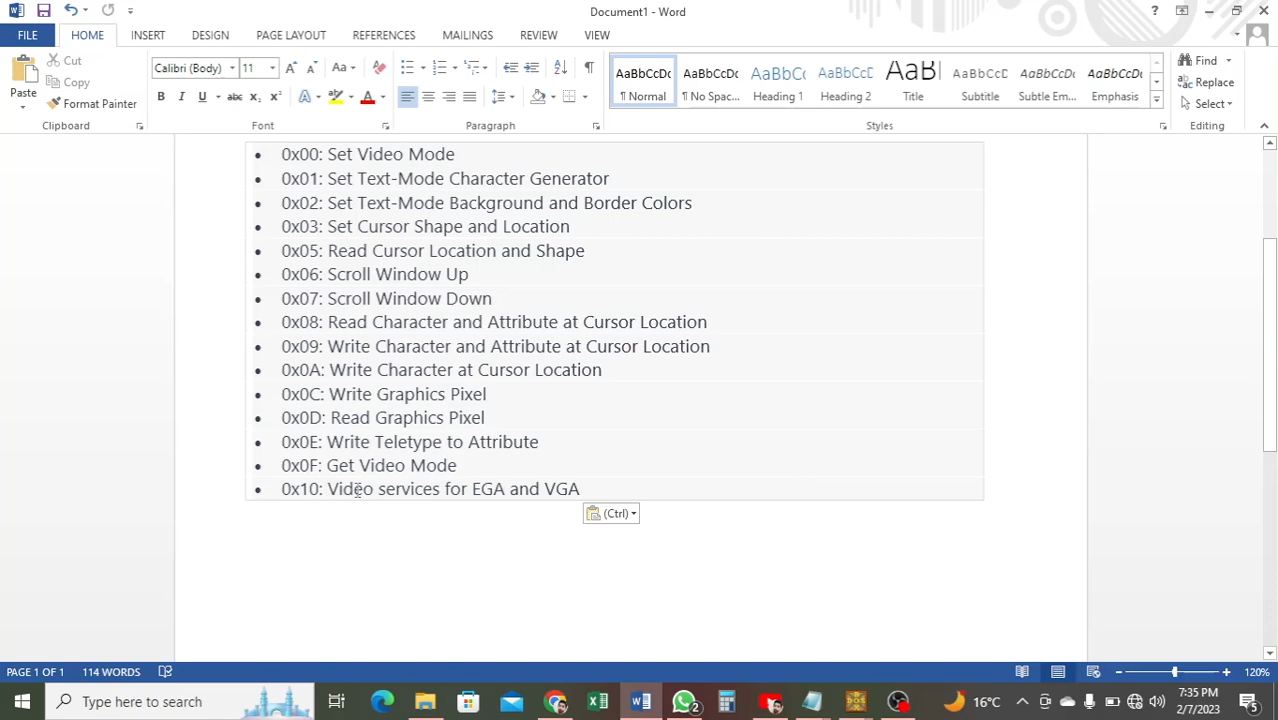 Document1 - Word
?
FILE
HOME
INSERT
DESIGN
PAGE LAYOUT
REFERENCES
MAILINGS
REVIEW
VIEW
Paste
Cut
Copy
Format Painter
Calibri (Body)
11
AaBbCcDc
¶ Normal
AaBbCcDc
¶ No Spac...
AaBbCc
Heading 1
AaBbCcD
Heading 2
AaBl
Title
AaBbCcD
Subtitle
AaBbCcDc
Subtle Em...
AaBbCcDc
Emphasis
Find
Replace
Select
Clipboard
Font
Paragraph
Styles
Editing
• 0x00: Set Video Mode
• 0x01: Set Text-Mode Character Generator
• 0x02: Set Text-Mode Background and Border Colors
• 0x03: Set Cursor Shape and Location
• 0x05: Read Cursor Location and Shape
• 0x06: Scroll Window Up
• 0x07: Scroll Window Down
• 0x08: Read Character and Attribute at Cursor Location
• 0x09: Write Character and Attribute at Cursor Location
• 0x0A: Write Character at Cursor Location
• 0x0C: Write Graphics Pixel
• 0x0D: Read Graphics Pixel
• 0x0E: Write Teletype to Attribute
• 0x0F: Get Video Mode
• 0x10: Video services for EGA and VGA
(Ctrl)
PAGE 1 OF 1
114 WORDS
120%
Type here to search
16°C
7:35 PM
2/7/2023